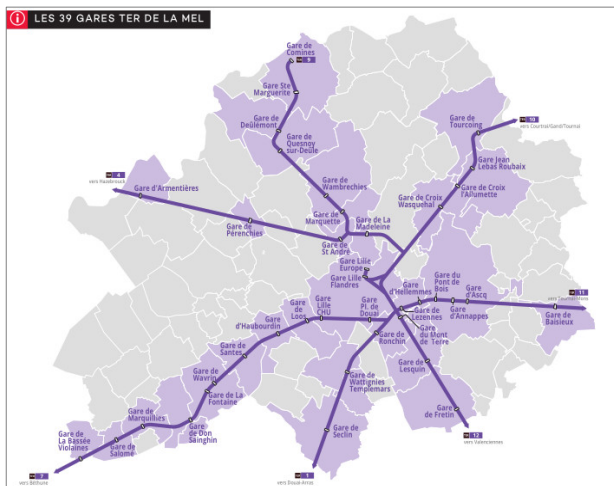 LES 39 GARES TER DE LA MEL
Gare de
Comines
9
Gare Ste
Marguerite
Gare de
Deûlémont
Gare de
Quesnoy
sur-Deûle
Gare de
Tourcoing
10
vers Courtrai/Gand/Tournai
Gare Jean
Lebas Roubaix
Gare de
Wambrechies
Gare de Croix
l'Allumette
Gare de Croix
Wasquehal
4
vers Hazebrouck
Gare d'Armentières
Gare de
Marquette
Gare de La
Madeleine
Gare de
Pérenchies
Gare de
St André
Gare Lille
Europe
Gare Lille
Flandres
Gare
d'Hellemmes
Gare du
Pont de
Bois
Gare
d'Ascq
11
Gare
d'Annappes
Gare de
Baisieux
Gare
de
Loos
Gare
Lille
CHU
Gare
Pl. de
Douai
Gare de
Lezennes
Gare
du Mont
de Terre
Gare
d'Haubourdin
Gare de
Ronchin
Gare de
Santes
Gare de
Lesquin
Gare de
Wavrin
Gare de
Wattignies
Templemars
Gare de La
Fontaine
Gare de
Marquillies
Gare
de Fretin
Gare de
La Bassée
Violaines
Gare de
Salomé
Gare
de Don
Sainghin
Gare de
Seclin
12
vers Valenciennes
7
vers Béthune
1
vers Douai-Arras